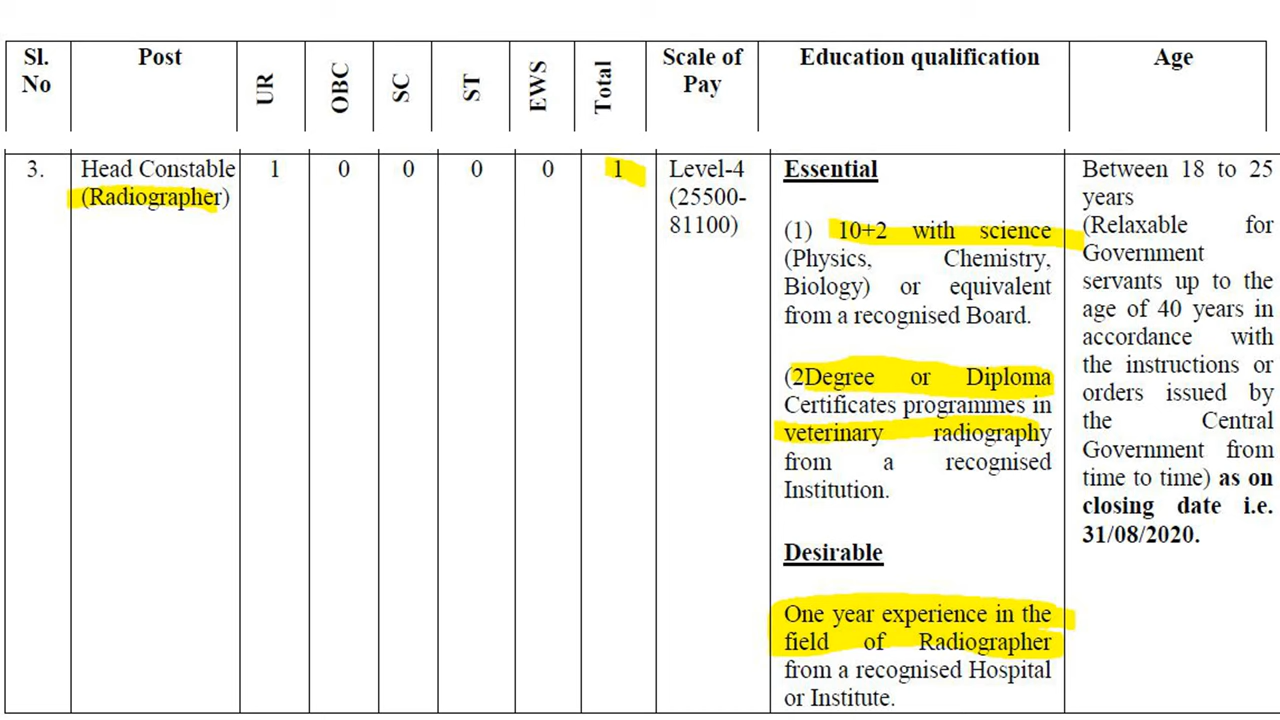 Sl. No
Post
UR
OBC
SC
ST
EWS
Total
Scale of
Pay
Education qualification
Age
3.
Head Constable
(Radiographer)
1
0
0
0
0
1
Level-4
(25500-
81100)
Essential
(1) 10+2 with science
(Physics, Chemistry,
Biology) or equivalent
from a recognised Board.
(2Degree or Diploma
Certificates programmes in
veterinary radiography
from a recognised
Institution.
Desirable
One year experience in the
field of Radiographer
from a recognised Hospital
or Institute.
Between 18 to 25
years
(Relaxable for
Government
servants up to the
age of 40 years in
accordance with
the instructions or
orders issued by
the Central
Government from
time to time) as on
closing date i.e.
31/08/2020.